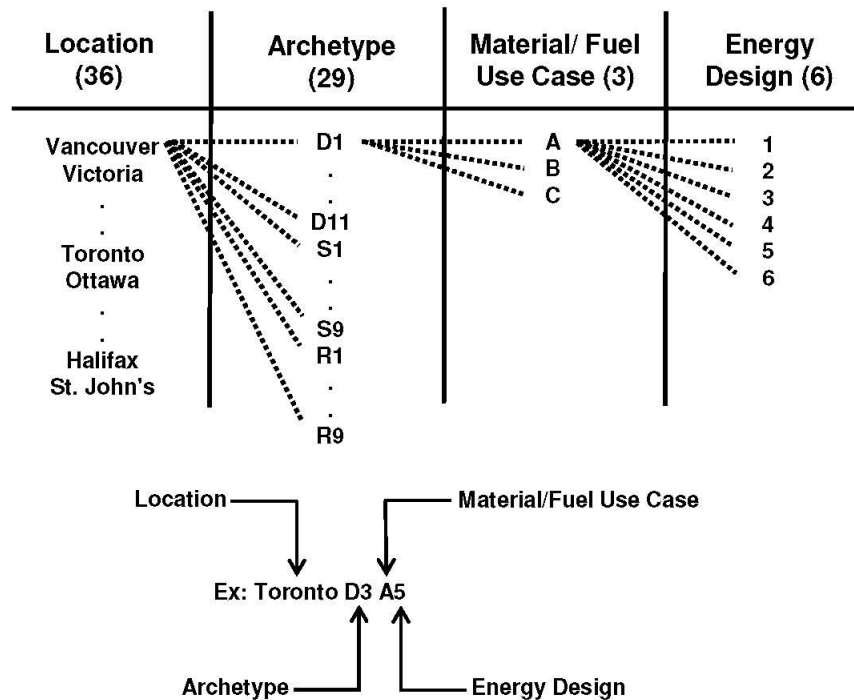 Location
(36)
Archetype
(29)
Material/ Fuel
Use Case (3)
Energy
Design (6)
Vancouver
Victoria
.
.
Toronto
Ottawa
.
.
Halifax
St. John's
D1
.
.
D11
S1
.
.
S9
R1
.
.
R9
A
B
C
1
2
3
4
5
6
Location
Material/Fuel Use Case
Ex: Toronto D3 A5
Archetype
Energy Design